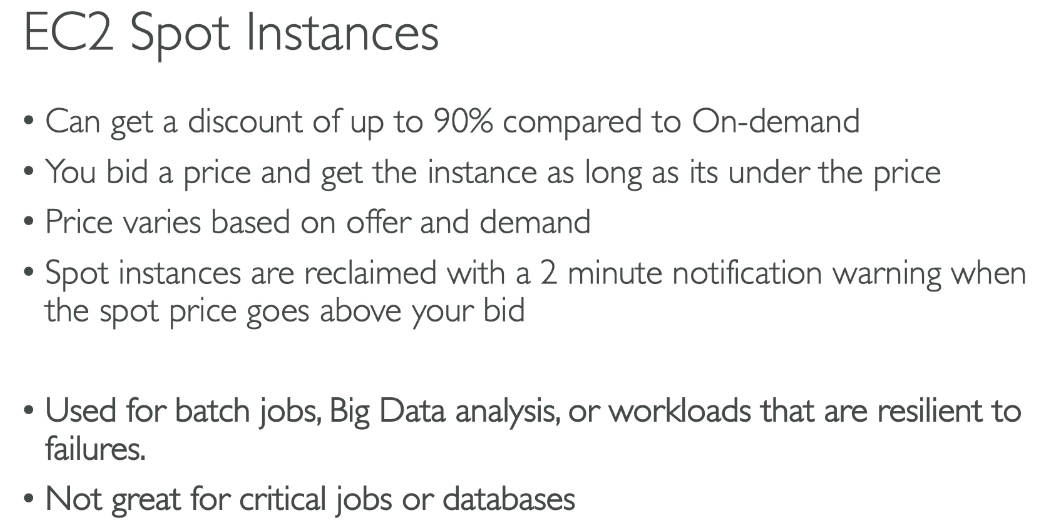 EC2 Spot Instances
• Can get a discount of up to 90% compared to On-demand
• You bid a price and get the instance as long as its under the price
• Price varies based on offer and demand
• Spot instances are reclaimed with a 2 minute notification warning when
the spot price goes above your bid
• Used for batch jobs, Big Data analysis, or workloads that are resilient to
failures.
• Not great for critical jobs or databases